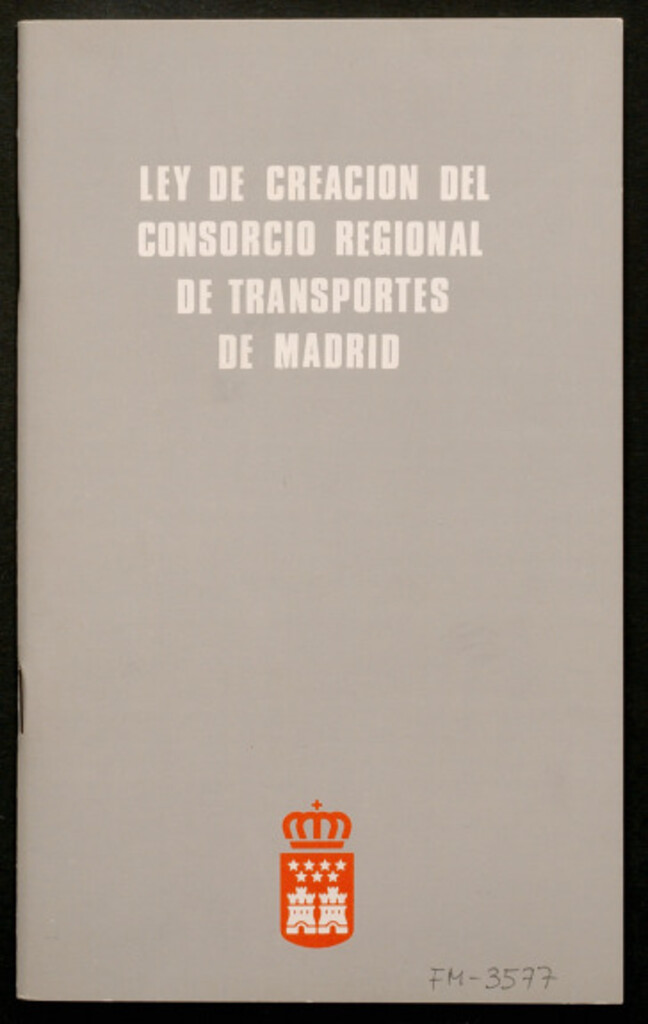 LEY DE CREACION DEL
CONSORCIO REGIONAL
DE TRANSPORTES
DE MADRID
FM-3577